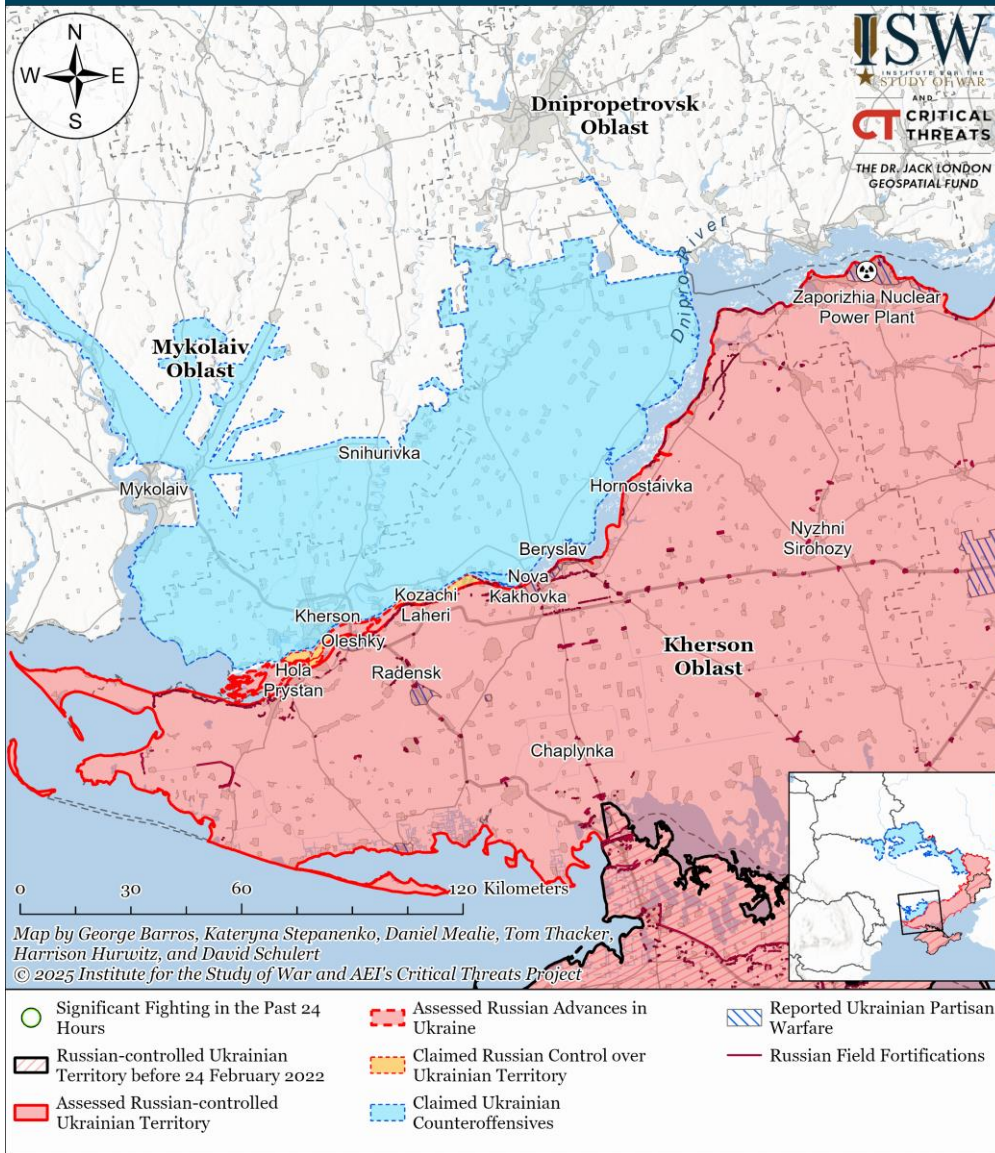 N
W E
S
ISW
INSTITUTE FOR THE
STUDY OF WAR
AND
CT CRITICAL
THREATS
THE DR. JACK LONDON
GEOSPATIAL FUND
Dnipropetrovsk
Oblast
Dnipro River
Zaporizhia Nuclear
Power Plant
Mykolaiv
Oblast
Snihurivka
Mykolaiv
Hornostaivka
Nyzhni
Sirohozy
Beryslav
Nova
Kakhovka
Kozachi
Laheri
Kherson
Oleshky
Kherson
Oblast
Hola
Prystan
Radensk
Chaplynka
0 30 60 120 Kilometers
Map by George Barros, Kateryna Stepanenko, Daniel Mealie, Tom Thacker,
Harrison Hurwitz, and David Schulert
© 2025 Institute for the Study of War and AEI's Critical Threats Project
Significant Fighting in the Past 24
Hours
Russian-controlled Ukrainian
Territory before 24 February 2022
Assessed Russian-controlled
Ukrainian Territory
Assessed Russian Advances in
Ukraine
Claimed Russian Control over
Ukrainian Territory
Claimed Ukrainian
Counteroffensives
Reported Ukrainian Partisan
Warfare
Russian Field Fortifications